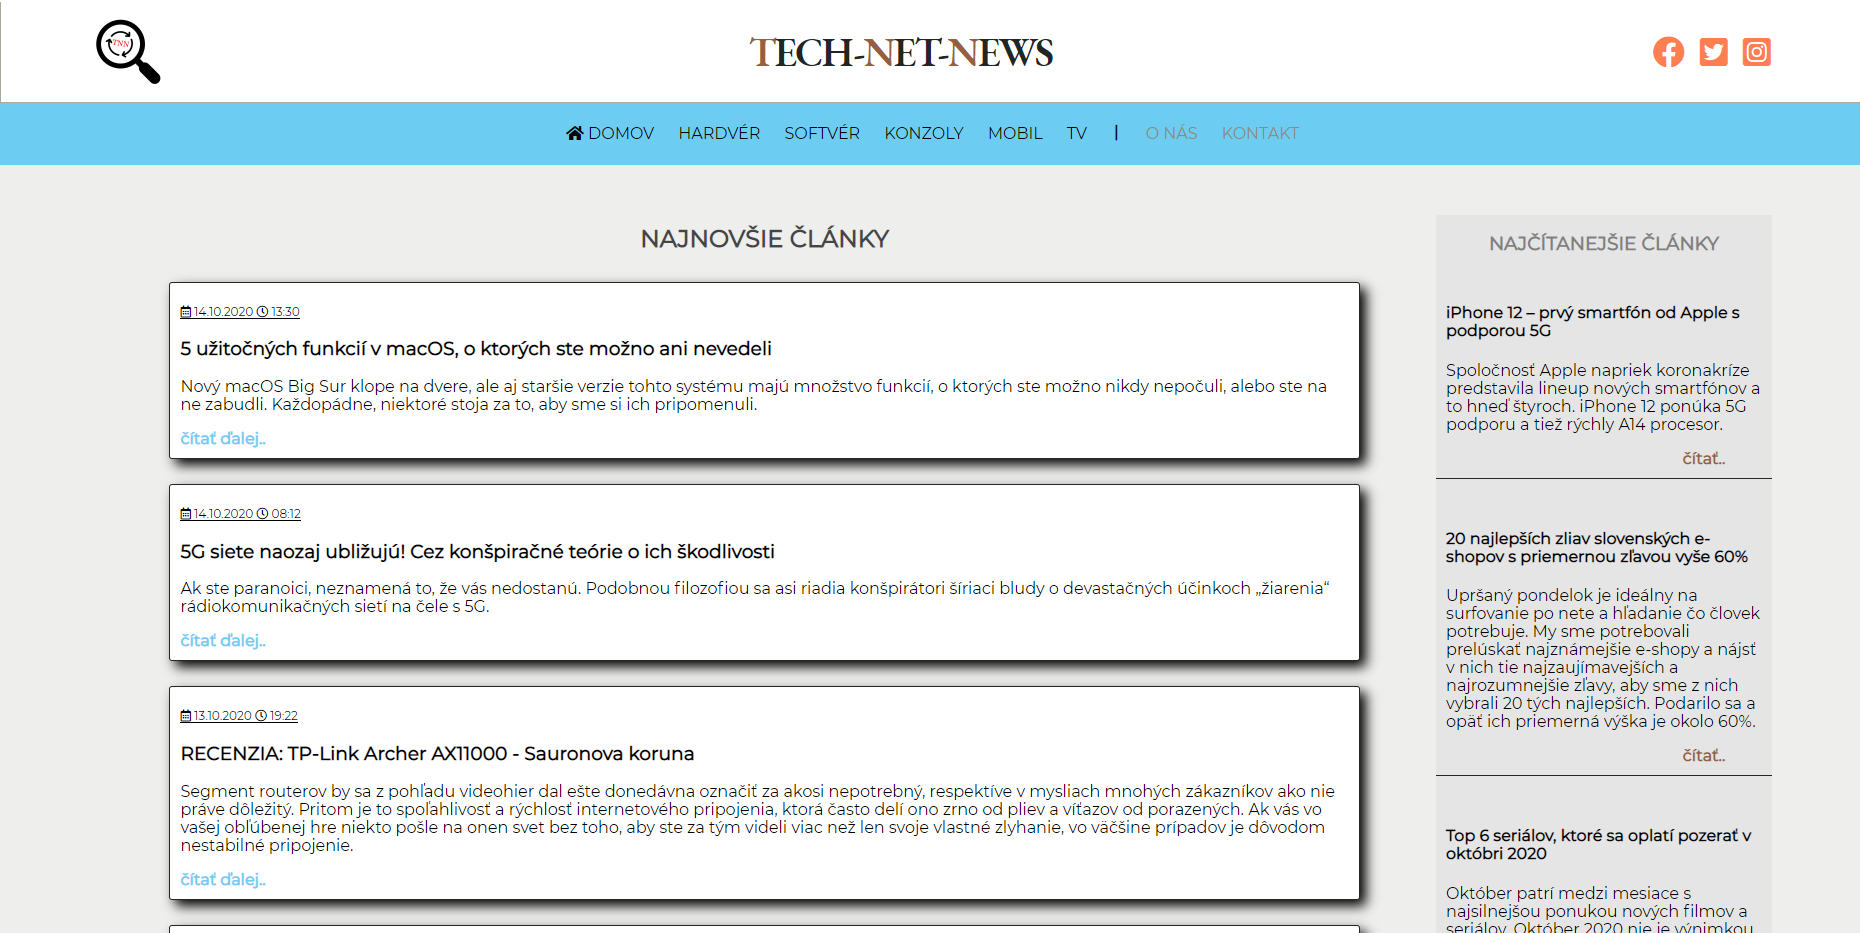 TNN
TECH-NET-NEWS
DOMOV HARDVÉR SOFTVÉR KONZOLY MOBIL TV | O NÁS KONTAKT
NAJNOVŠIE ČLÁNKY
14.10.2020 13:30
5 užitočných funkcií v macOS, o ktorých ste možno ani nevedeli
Nový macOS Big Sur klope na dvere, ale aj staršie verzie tohto systému majú množstvo funkcií, o ktorých ste možno nikdy nepočuli, alebo ste na
ne zabudli. Každopádne, niektoré stoja za to, aby sme si ich pripomenuli.
čítať ďalej..
14.10.2020 08:12
5G siete naozaj ubližujú! Cez konšpiračné teórie o ich škodlivosti
Ak ste paranoici, neznamená to, že vás nedostanú. Podobnou filozofiou sa asi riadia konšpirátori šíriaci bludy o devastačných účinkoch „žiarenia“
rádiokomunikačných sietí na čele s 5G.
čítať ďalej..
13.10.2020 19:22
RECENZIA: TP-Link Archer AX11000 - Sauronova koruna
Segment routerov by sa z pohľadu videohier dal ešte donedávna označiť za akosi nepotrebný, respektíve v mysliach mnohých zákazníkov ako nie
práve dôležitý. Pritom je to spoľahlivosť a rýchlosť internetového pripojenia, ktorá často delí ono zrno od pliev a víťazov od porazených. Ak vás vo
vašej obľúbenej hre niekto pošle na onen svet bez toho, aby ste za tým videli viac než len svoje vlastné zlyhanie, vo väčšine prípadov je dôvodom
nestabilné pripojenie.
čítať ďalej..
NAJČÍTANEJŠIE ČLÁNKY
iPhone 12 – prvý smartfón od Apple s
podporou 5G
Spoločnosť Apple napriek koronakríze
predstavila lineup nových smartfónov a
to hneď štyroch. iPhone 12 ponúka 5G
podporu a tiež rýchly A14 procesor.
čítať..
20 najlepších zliav slovenských e-
shopov s priemernou zľavou vyše 60%
Upršaný pondelok je ideálny na
surfovanie po nete a hľadanie čo človek
potrebuje. My sme potrebovali
prelúskať najznámejšie e-shopy a nájsť
v nich tie najzaujímavejších a
najrozumnejšie zľavy, aby sme z nich
vybrali 20 tých najlepších. Podarilo sa a
opäť ich priemerná výška je okolo 60%.
čítať..
Top 6 seriálov, ktoré sa oplatí pozerať v
októbri 2020
Október patrí medzi mesiace s
najsilnejšou ponukou nových filmov a
seriálov. Október 2020 nie je výnimkou